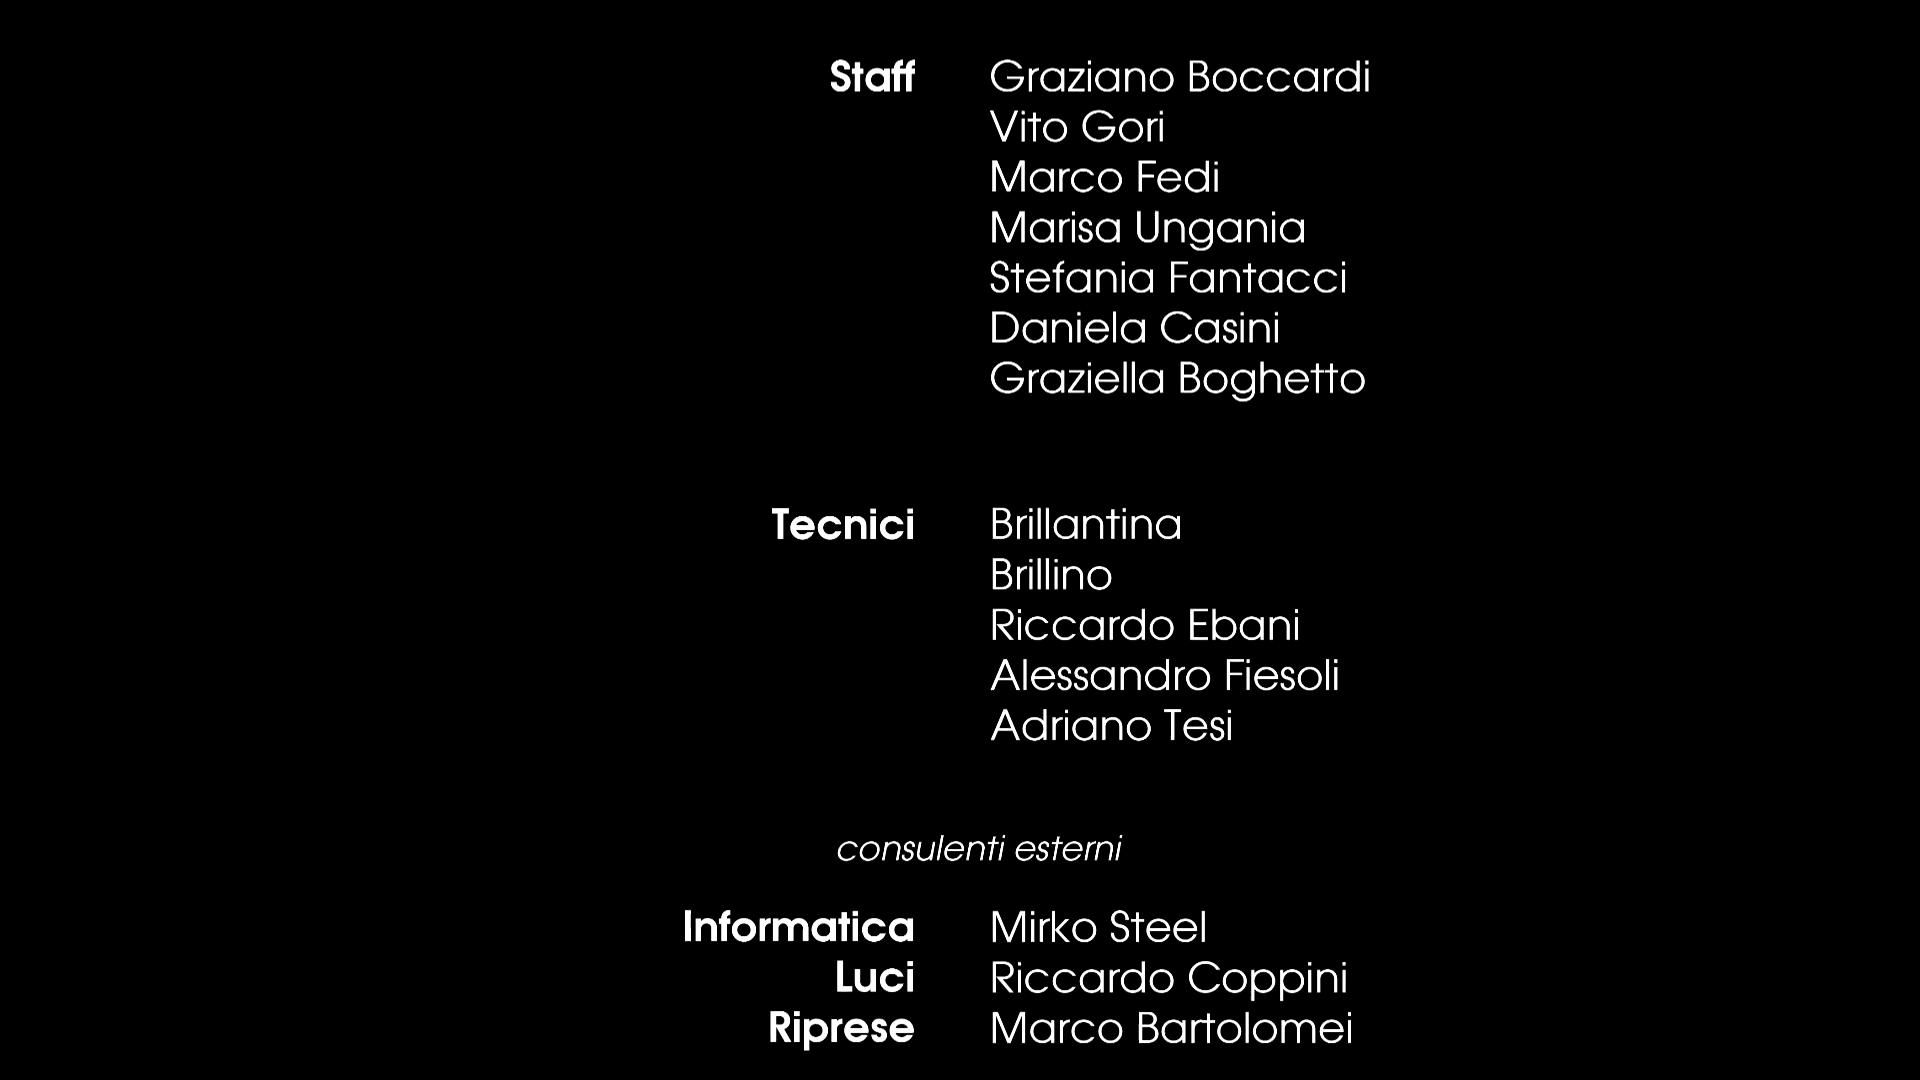 Staff Graziano Boccardi
Vito Gori
Marco Fedi
Marisa Ungania
Stefania Fantacci
Daniela Casini
Graziella Boghetto
Tecnici Brillantina
Brillino
Riccardo Ebani
Alessandro Fiesoli
Adriano Tesi
consulenti esterni
Informatica Mirko Steel
Luci Riccardo Coppini
Riprese Marco Bartolomei